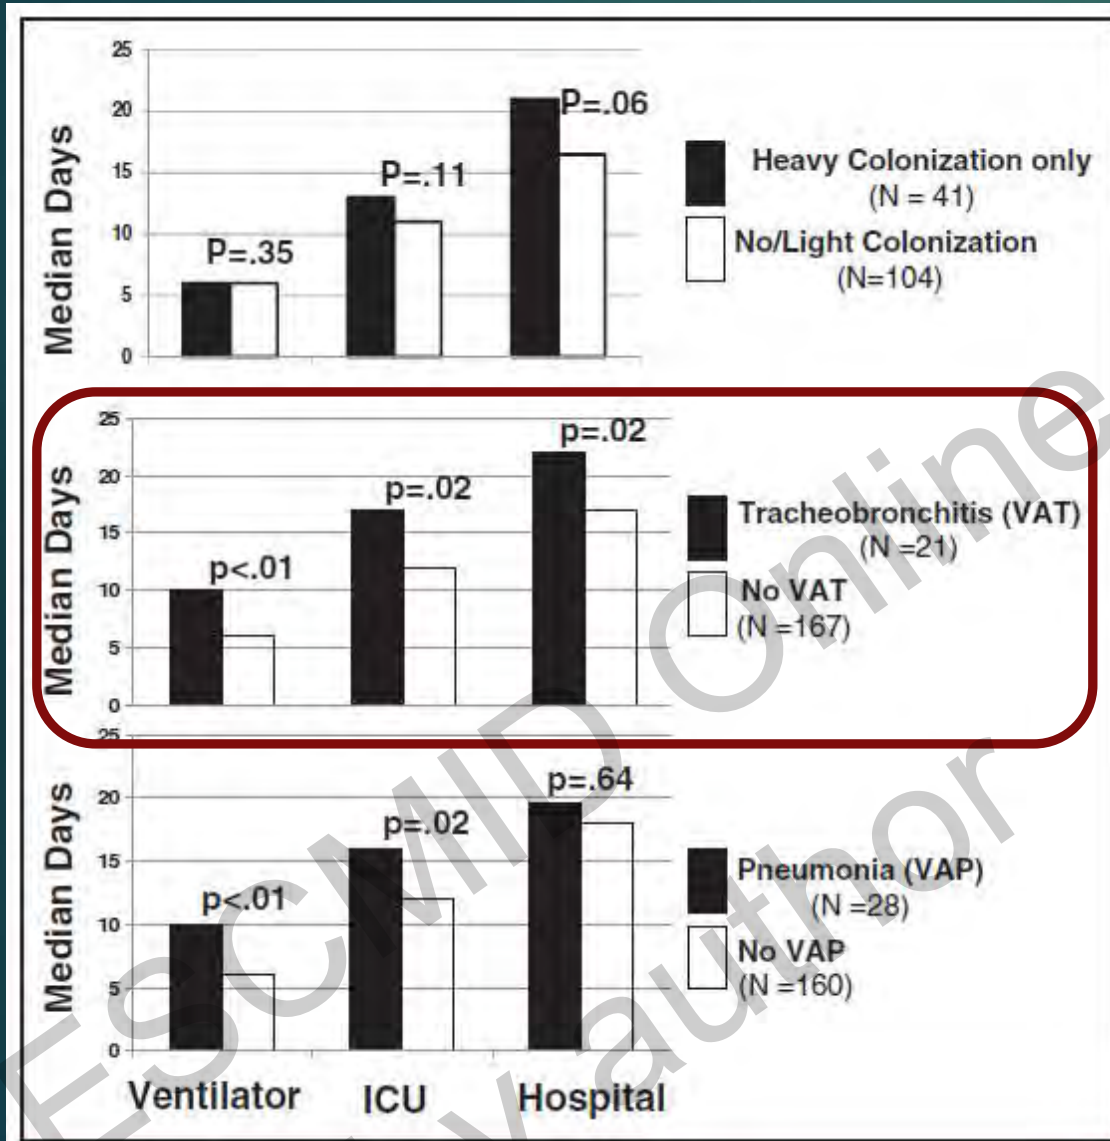 25
20
15
10
5
0
Median Days
P=.35
P=.11
P=.06
Heavy Colonization only
(N = 41)
No/Light Colonization
(N=104)
25
20
15
10
5
0
Median Days
p<.01
p=.02
p=.02
Tracheobronchitis (VAT)
(N =21)
No VAT
(N =167)
25
20
15
10
5
0
Median Days
p<.01
p=.02
p=.64
Pneumonia (VAP)
(N =28)
No VAP
(N =160)
Ventilator ICU Hospital
ESCMID Online
y author